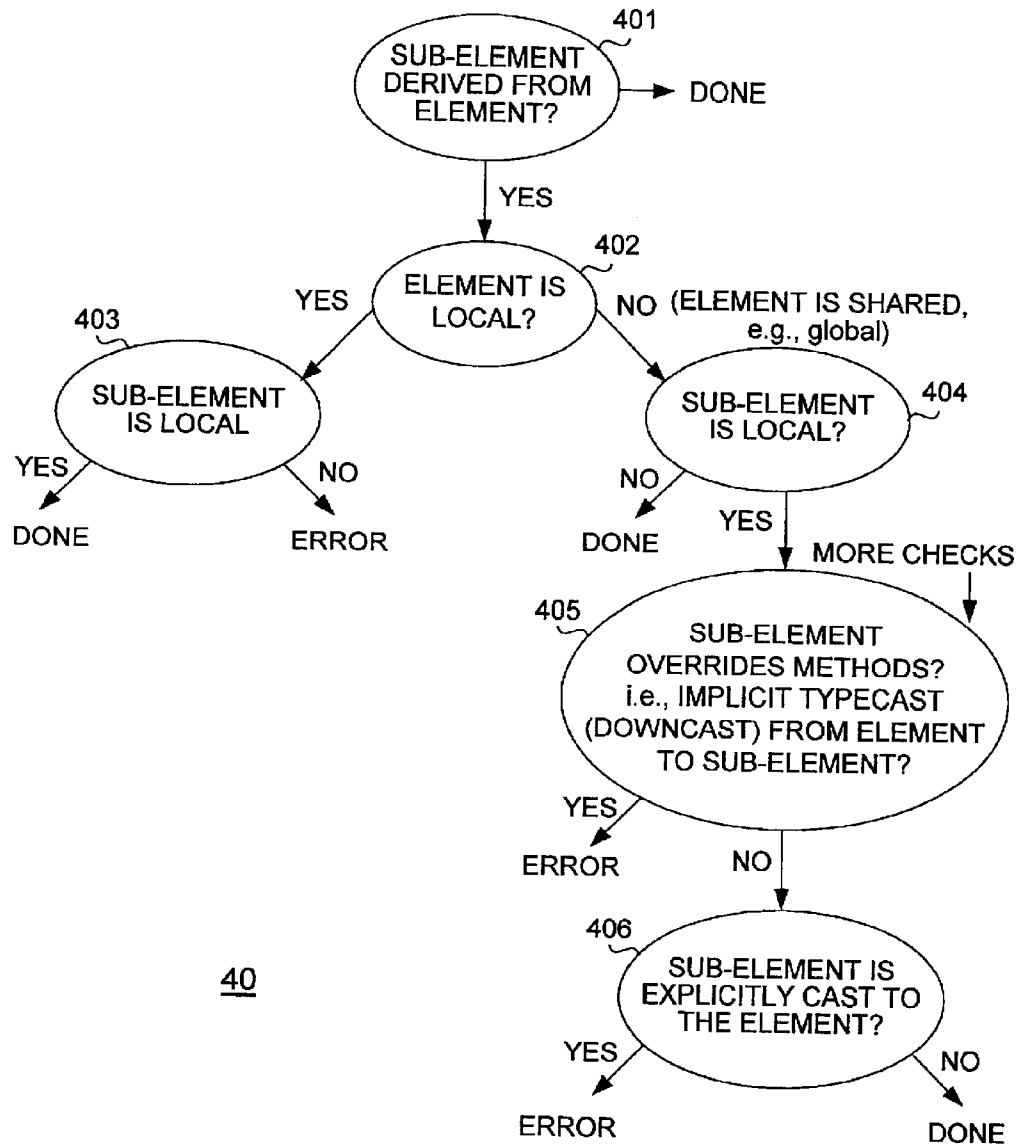 401
SUB-ELEMENT
DERIVED FROM
ELEMENT?
DONE
YES
402
ELEMENT IS
LOCAL?
YES
NO (ELEMENT IS SHARED,
e.g., global)
403
SUB-ELEMENT
IS LOCAL
404
SUB-ELEMENT
IS LOCAL?
YES
NO
DONE
ERROR
NO
YES
DONE
MORE CHECKS
405
SUB-ELEMENT
OVERRIDES METHODS?
i.e., IMPLICIT TYPECAST
(DOWNCAST) FROM ELEMENT
TO SUB-ELEMENT?
YES
ERROR
NO
406
SUB-ELEMENT IS
EXPLICITLY CAST TO
THE ELEMENT?
40
YES
NO
ERROR
DONE